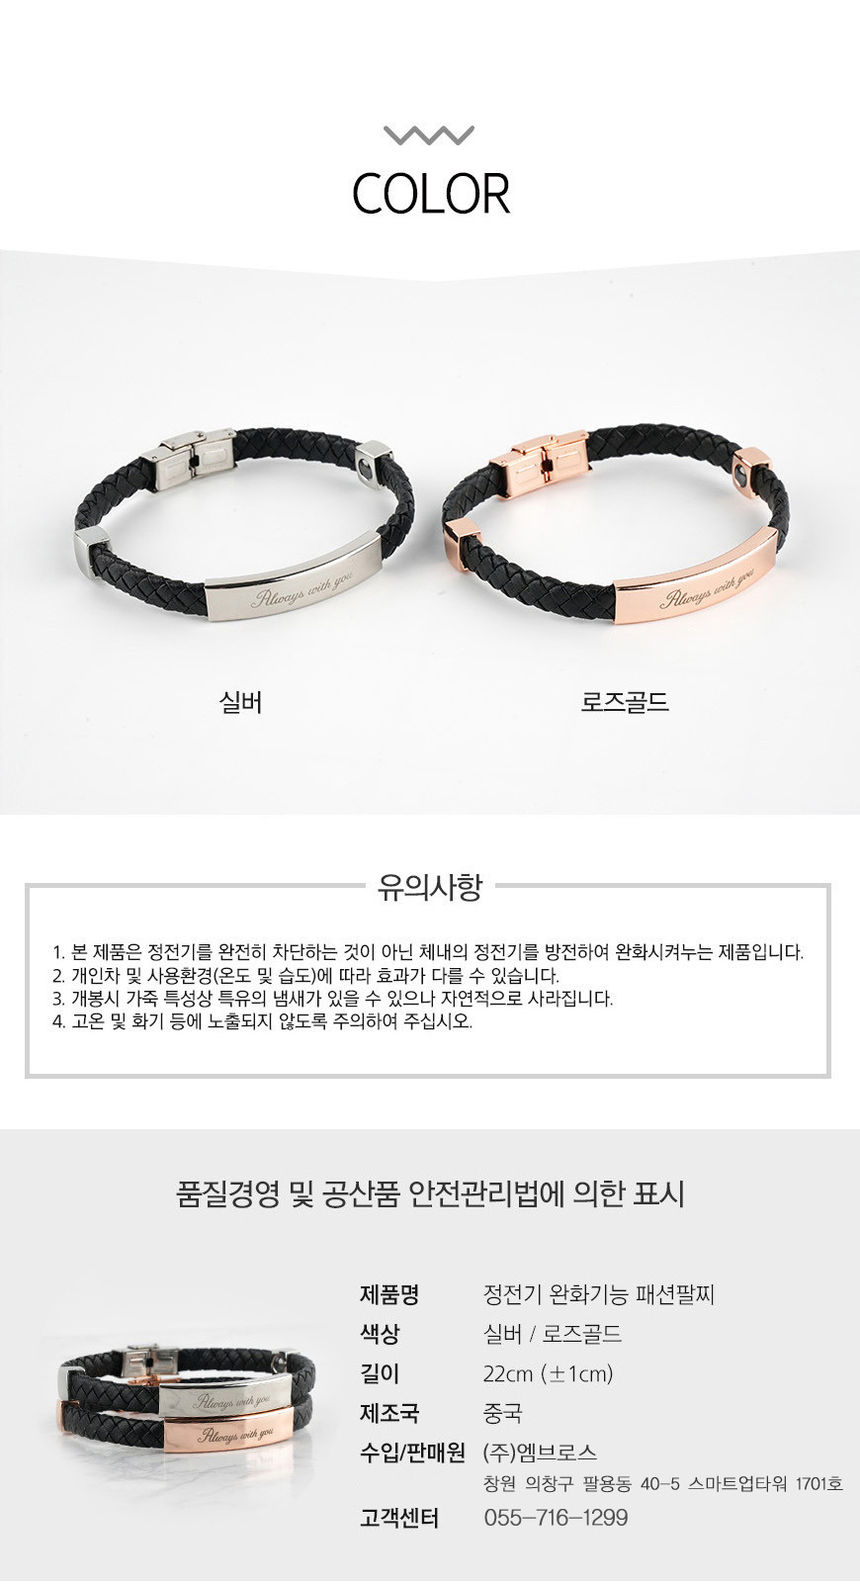 COLOR
Always with you
Always with you
실버
로즈골드
유의사항
1. 본 제품은 정전기를 완전히 차단하는 것이 아닌 체내의 정전기를 방전하여 완화시켜누는 제품입니다.
2. 개인차 및 사용환경(온도 및 습도)에 따라 효과가 다를 수 있습니다.
3. 개봉시 가죽 특성상 특유의 냄새가 있을 수 있으나 자연적으로 사라집니다.
4. 고온 및 화기 등에 노출되지 않도록 주의하여 주십시오.
품질경영 및 공산품 안전관리법에 의한 표시
제품명 정전기 완화기능 패션팔찌
색상 실버 / 로즈골드
길이 22cm (±1cm)
제조국 중국
수입/판매원 (주)엠브로스
창원 의창구 팔용동 40-5 스마트업타워 1701호
고객센터 055-716-1299
Always with you
Always with you